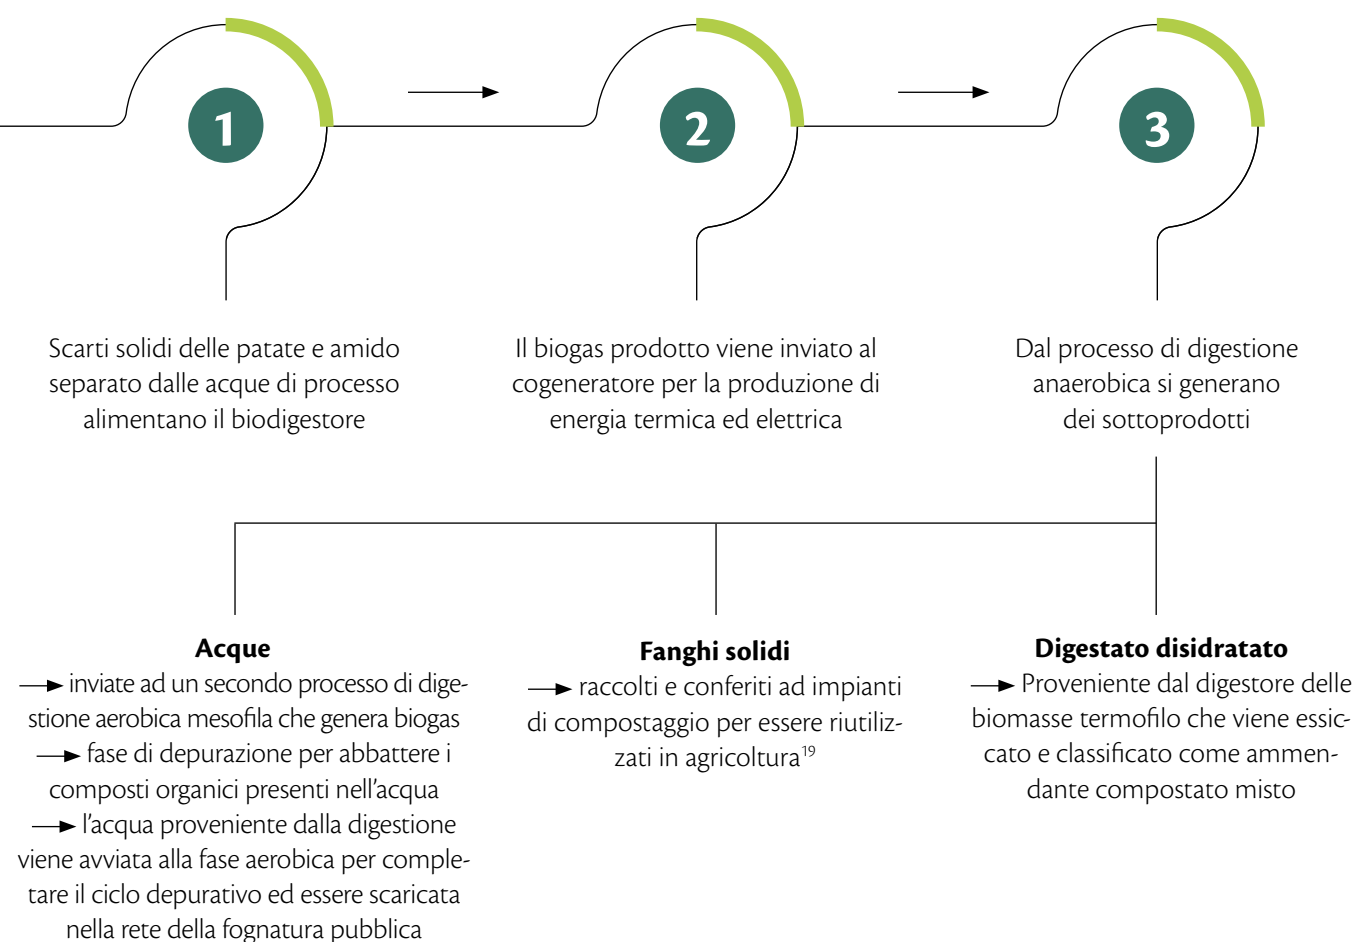 1
2
3
Scarti solidi delle patate e amido
separato dalle acque di processo
alimentano il biodigestore
Il biogas prodotto viene inviato al
cogeneratore per la produzione di
energia termica ed elettrica
Dal processo di digestione
anaerobica si generano
dei sottoprodotti
Acque
inviate ad un secondo processo di dige-
stione aerobica mesofila che genera biogas
fase di depurazione per abbattere i
composti organici presenti nell'acqua
l'acqua proveniente dalla digestione
viene avviata alla fase aerobica per comple-
tare il ciclo depurativo ed essere scaricata
nella rete della fognatura pubblica
Fanghi solidi
raccolti e conferiti ad impianti
di compostaggio per essere riutiliz-
zati in agricoltura¹⁹
Digestato disidratato
Proveniente dal digestore delle
biomasse termofilo che viene essic-
cato e classificato come ammen-
dante compostato misto